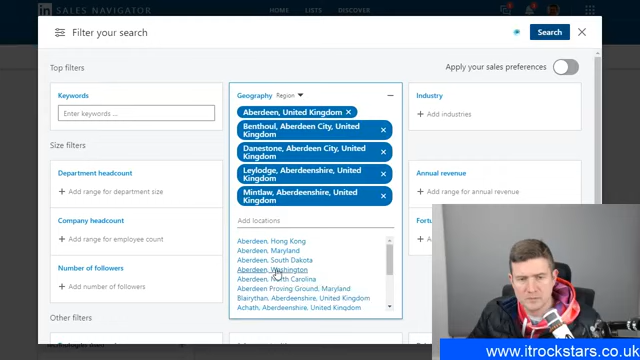 in SALES NAVIGATOR
HOME LISTS DISCOVER
Filter your search
Search
Top filters
Apply your sales preferences
Keywords
Enter keywords ...
Geography Region
Aberdeen, United Kingdom
Benthoul, Aberdeen City, United
Kingdom
Danestone, Aberdeen City, United
Kingdom
Leylodge, Aberdeenshire, United
Kingdom
Mintlaw, Aberdeenshire, United
Kingdom
Add locations
Aberdeen, Hong Kong
Aberdeen, Maryland
Aberdeen, South Dakota
Aberdeen, Washington
Aberdeen, North Carolina
Aberdeen Proving Ground, Maryland
Blairythan, Aberdeenshire, United Kingdom
Achath, Aberdeenshire, United Kingdom
Industry
Add industries
Size filters
Department headcount
Add range for department size
Annual revenue
Add range for annual revenue
Company headcount
Add range for employee count
Fortu
Number of followers
Add number of followers
Other filters
www.itrockstars.co.uk